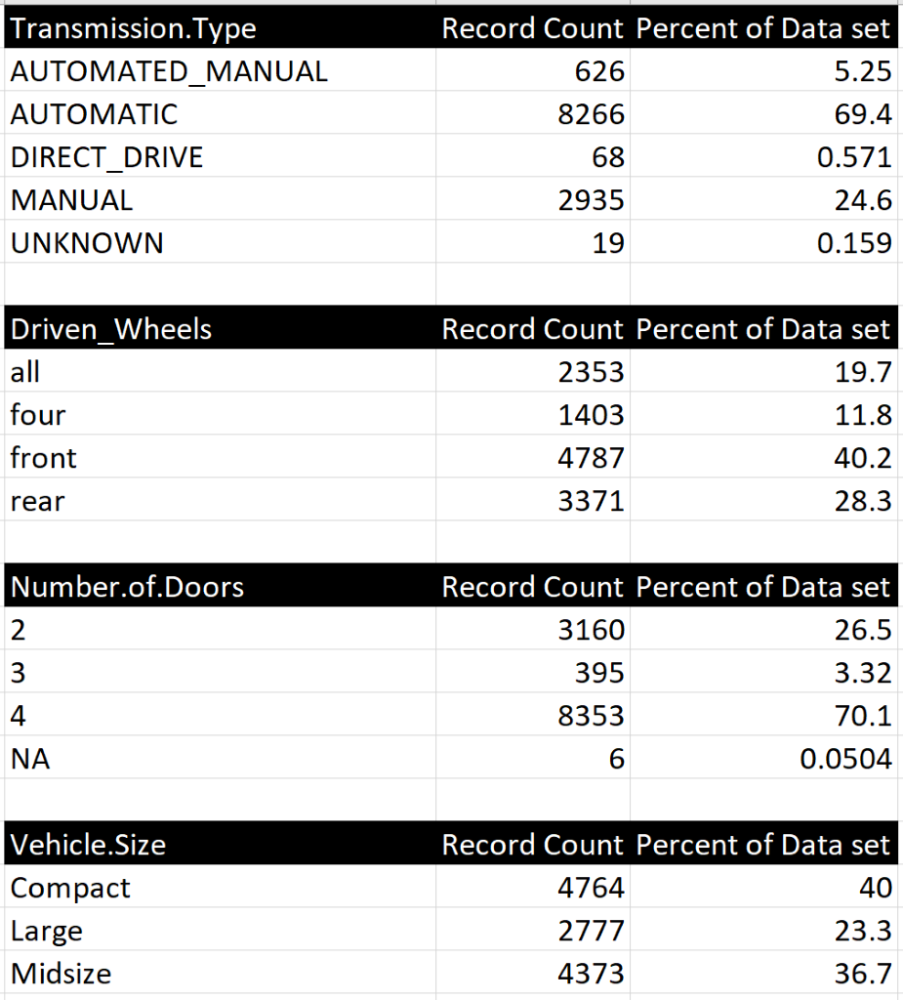 Transmission.Type Record Count Percent of Data set
AUTOMATED_MANUAL 626 5.25
AUTOMATIC 8266 69.4
DIRECT_DRIVE 68 0.571
MANUAL 2935 24.6
UNKNOWN 19 0.159
Driven_Wheels Record Count Percent of Data set
all 2353 19.7
four 1403 11.8
front 4787 40.2
rear 3371 28.3
Number.of.Doors Record Count Percent of Data set
2 3160 26.5
3 395 3.32
4 8353 70.1
NA 6 0.0504
Vehicle.Size Record Count Percent of Data set
Compact 4764 40
Large 2777 23.3
Midsize 4373 36.7